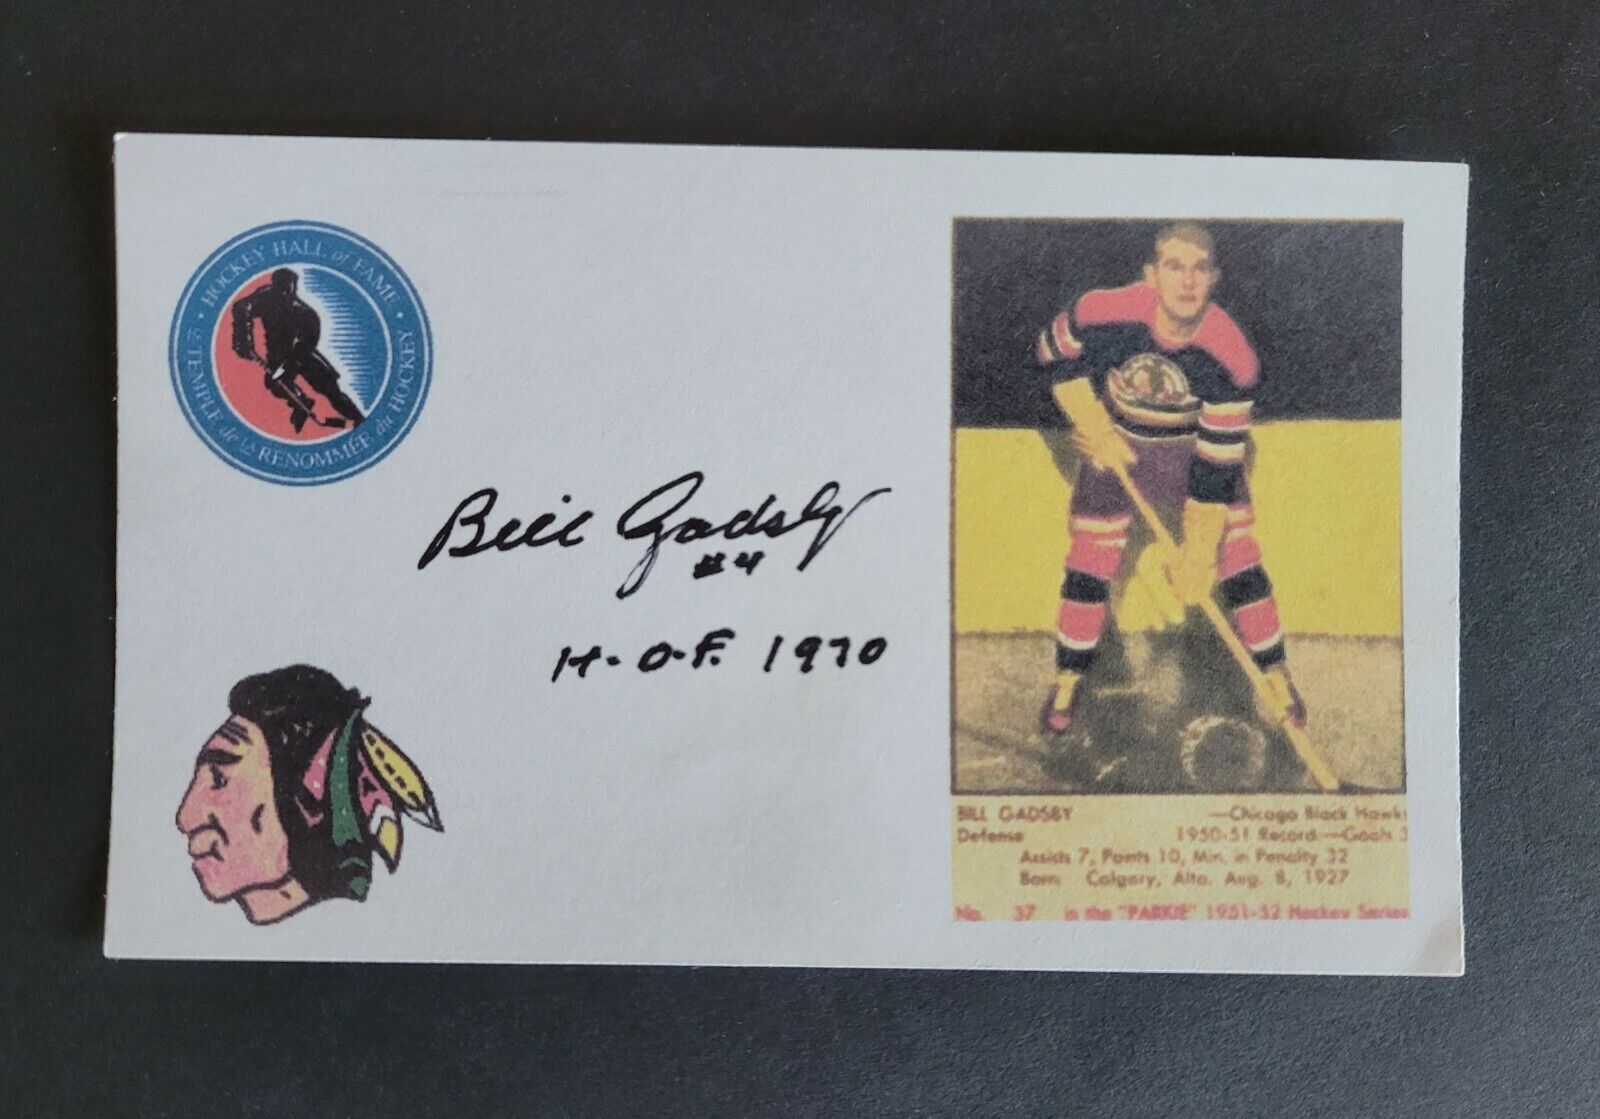 · HOCKEY HALL of FAME ·
LE TEMPLE de LA RENOMMÉE du HOCKEY
Bill Gadsby
#4
H.O.F. 1970
BILL GADSBY —Chicago Black Hawks
Defense 1950-51 Record—Goals 3
Assists 7, Points 10, Min. in Penalty 32
Born Calgary, Alta. Aug. 8, 1927
No. 37 in the "PARKIE" 1951-52 Hockey Series